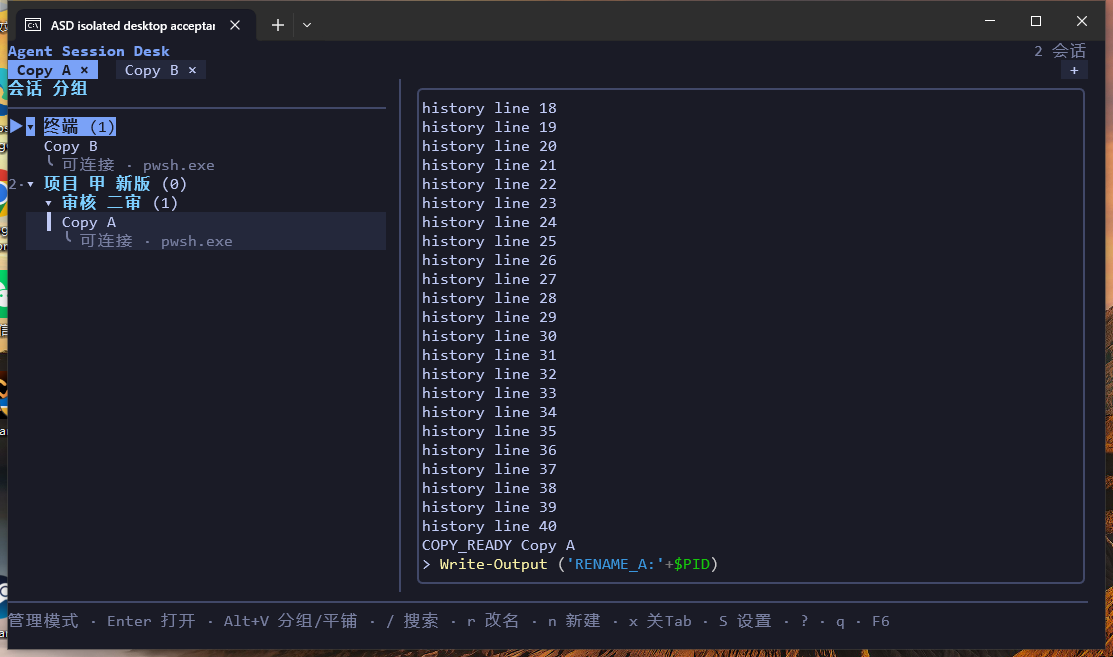 ASD isolated desktop acceptar
Agent Session Desk
2 会话
Copy A ×
Copy B ×
+
会话 分组
▶▾ 终端 (1)
Copy B
╰ 可连接 · pwsh.exe
2·▾ 项目 甲 新版 (0)
▾ 审核 二审 (1)
Copy A
╰ 可连接 · pwsh.exe
history line 18
history line 19
history line 20
history line 21
history line 22
history line 23
history line 24
history line 25
history line 26
history line 27
history line 28
history line 29
history line 30
history line 31
history line 32
history line 33
history line 34
history line 35
history line 36
history line 37
history line 38
history line 39
history line 40
COPY_READY Copy A
> Write-Output ('RENAME_A:'+$PID)
管理模式 · Enter 打开 · Alt+V 分组/平铺 · / 搜索 · r 改名 · n 新建 · x 关Tab · S 设置 · ? · q · F6